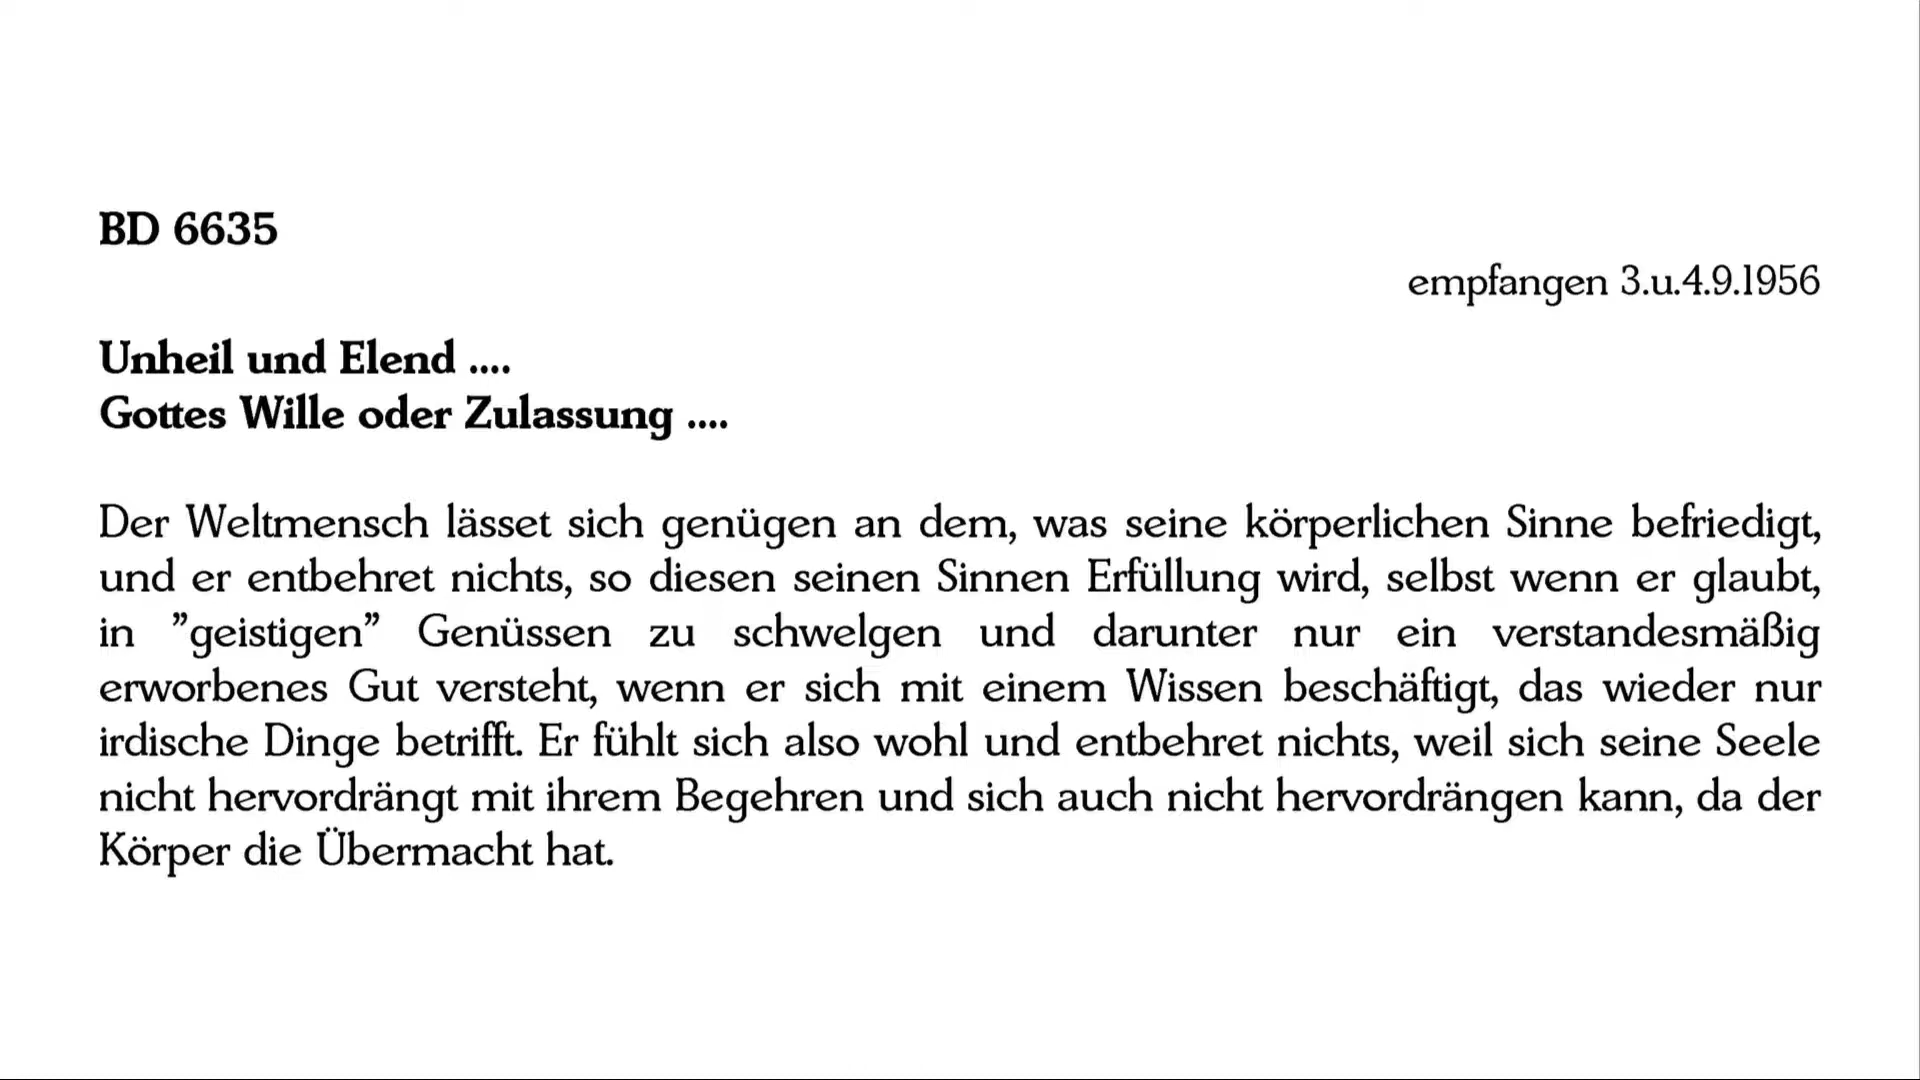 BD 6635
empfangen 3.u.4.9.1956
Unheil und Elend ....
Gottes Wille oder Zulassung ....
Der Weltmensch lässet sich genügen an dem, was seine körperlichen Sinne befriedigt,
und er entbehret nichts, so diesen seinen Sinnen Erfüllung wird, selbst wenn er glaubt,
in ”geistigen” Genüssen zu schwelgen und darunter nur ein verstandesmäßig
erworbenes Gut versteht, wenn er sich mit einem Wissen beschäftigt, das wieder nur
irdische Dinge betrifft. Er fühlt sich also wohl und entbehret nichts, weil sich seine Seele
nicht hervordrängt mit ihrem Begehren und sich auch nicht hervordrängen kann, da der
Körper die Übermacht hat.